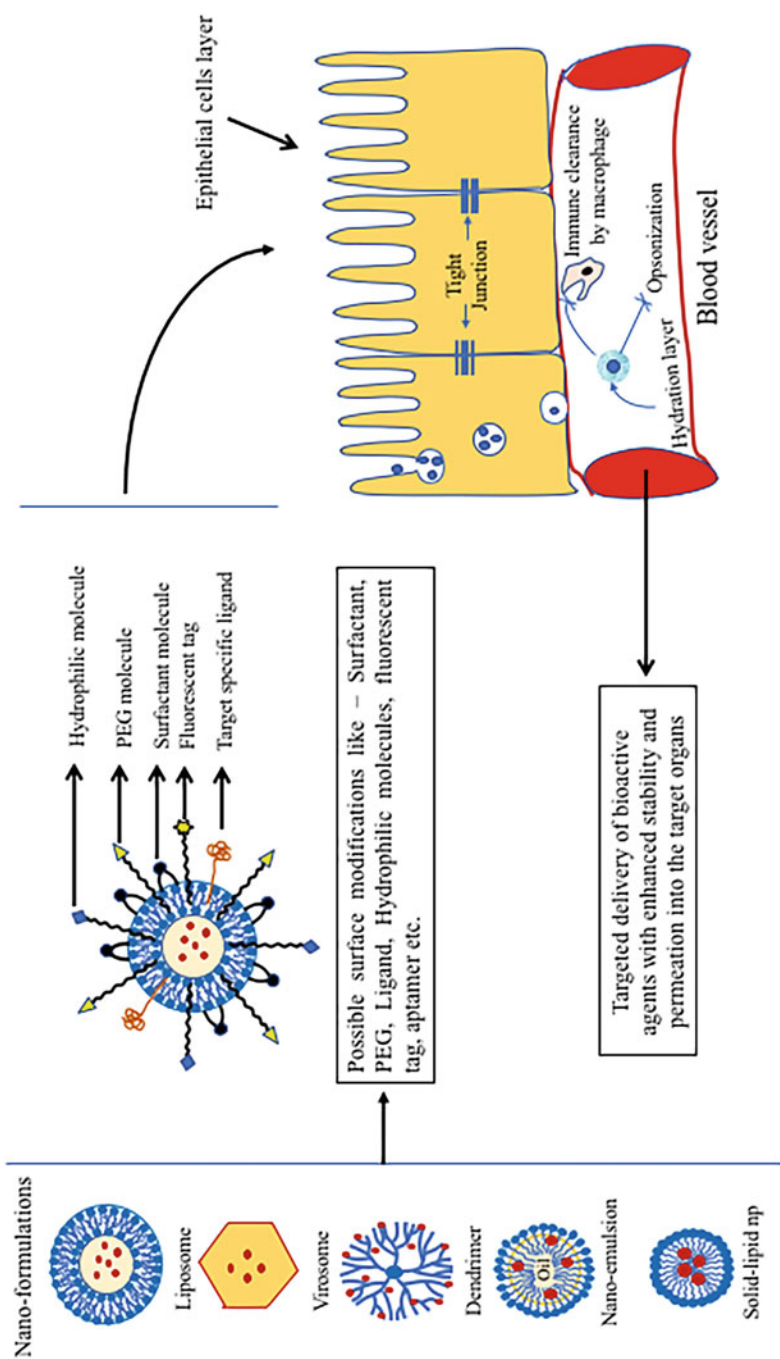 Nano-formulations
Liposome
Virosome
Dendrimer
Oil
Nano-emulsion
Solid-lipid np
Hydrophilic molecule
PEG molecule
Surfactant molecule
Fluorescent tag
Target specific ligand
Possible surface modifications like – Surfactant,
PEG, Ligand, Hydrophilic molecules, fluorescent
tag, aptamer etc.
Epithelial cells layer
Tight
Junction
Immune clearance
by macrophage
Opsonization
Hydration layer
Blood vessel
Targeted delivery of bioactive
agents with enhanced stability and
permeation into the target organs